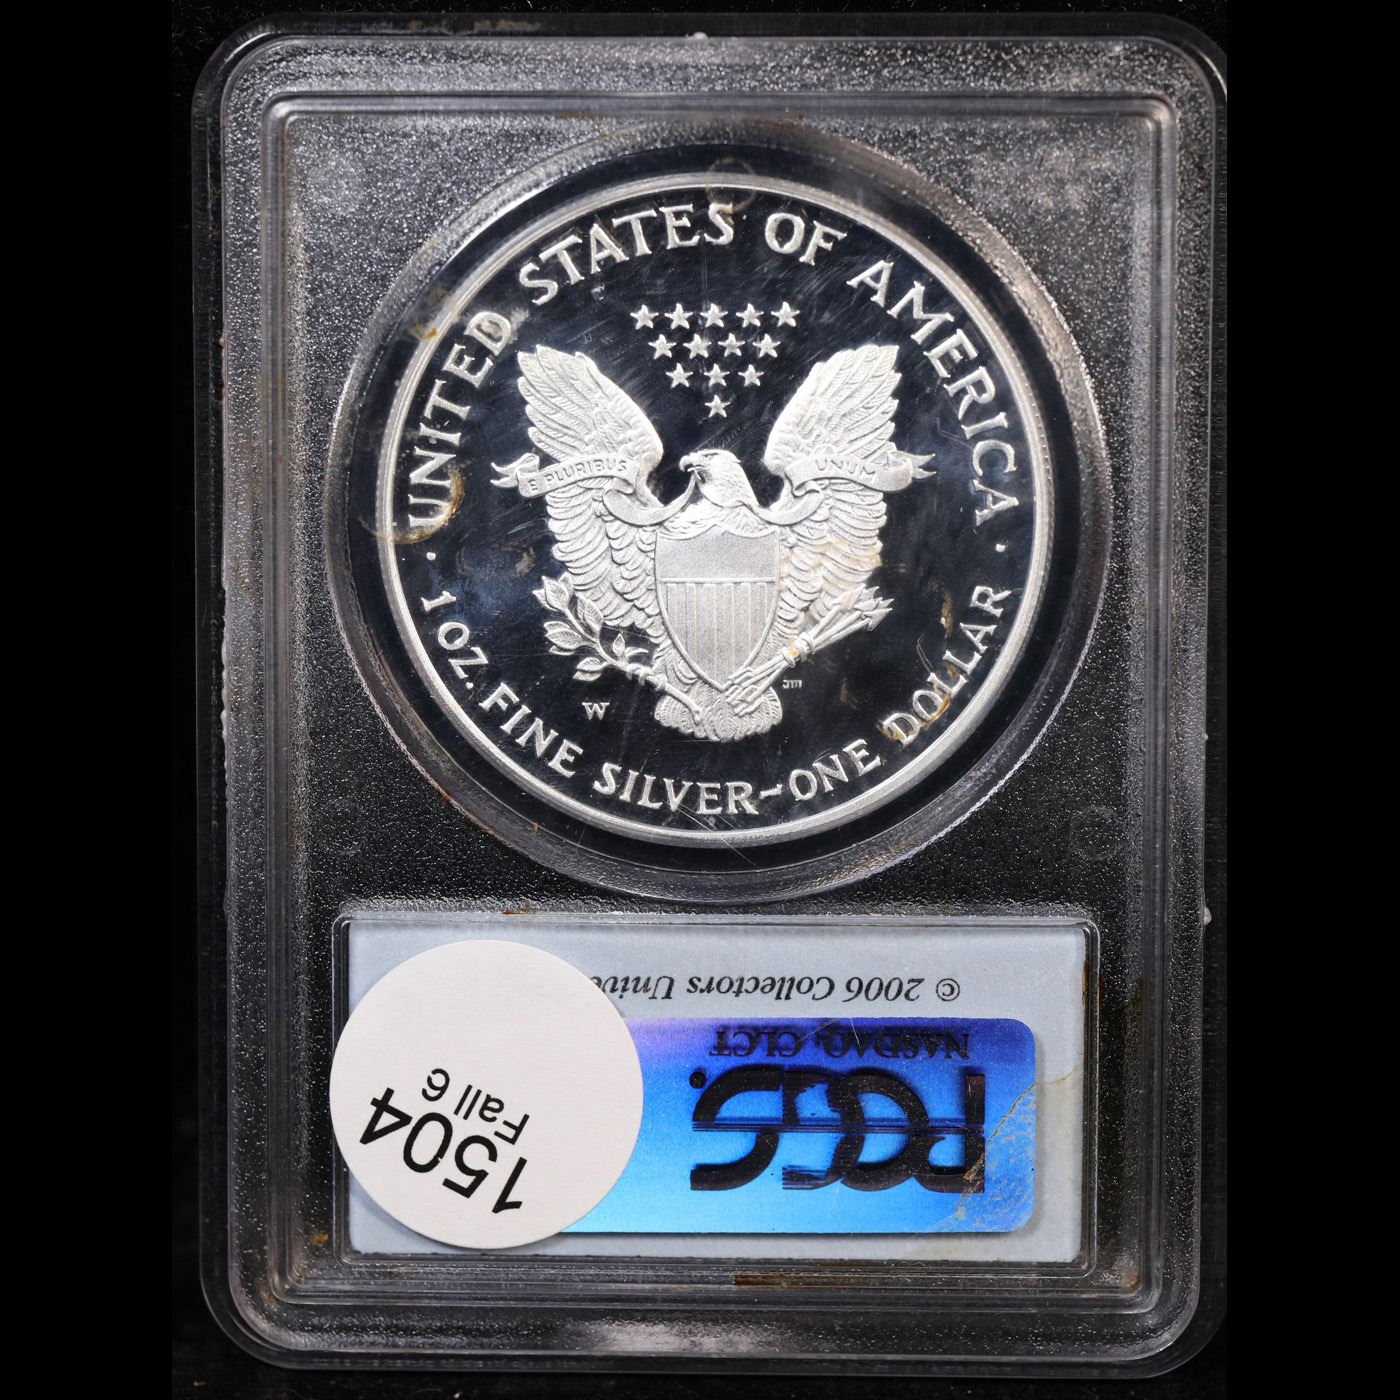 UNITED STATES OF AMERICA
E PLURIBUS UNUM
W
JM
1 OZ. FINE SILVER~ONE DOLLAR
© 2006 Collectors
NASDAQ, CLCT
PCGS.
1504
Fall 6